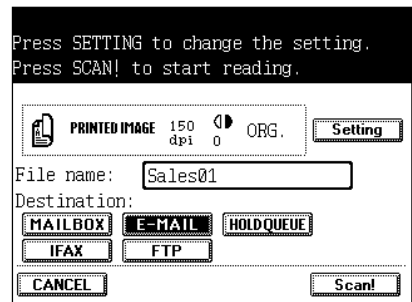 Press SETTING to change the setting.
Press SCAN! to start reading.
PRINTED IMAGE 150 dpi 0 ORG. Setting
File name: Sales01
Destination:
MAILBOX E-MAIL HOLDQUEUE
IFAX FTP
CANCEL Scan!